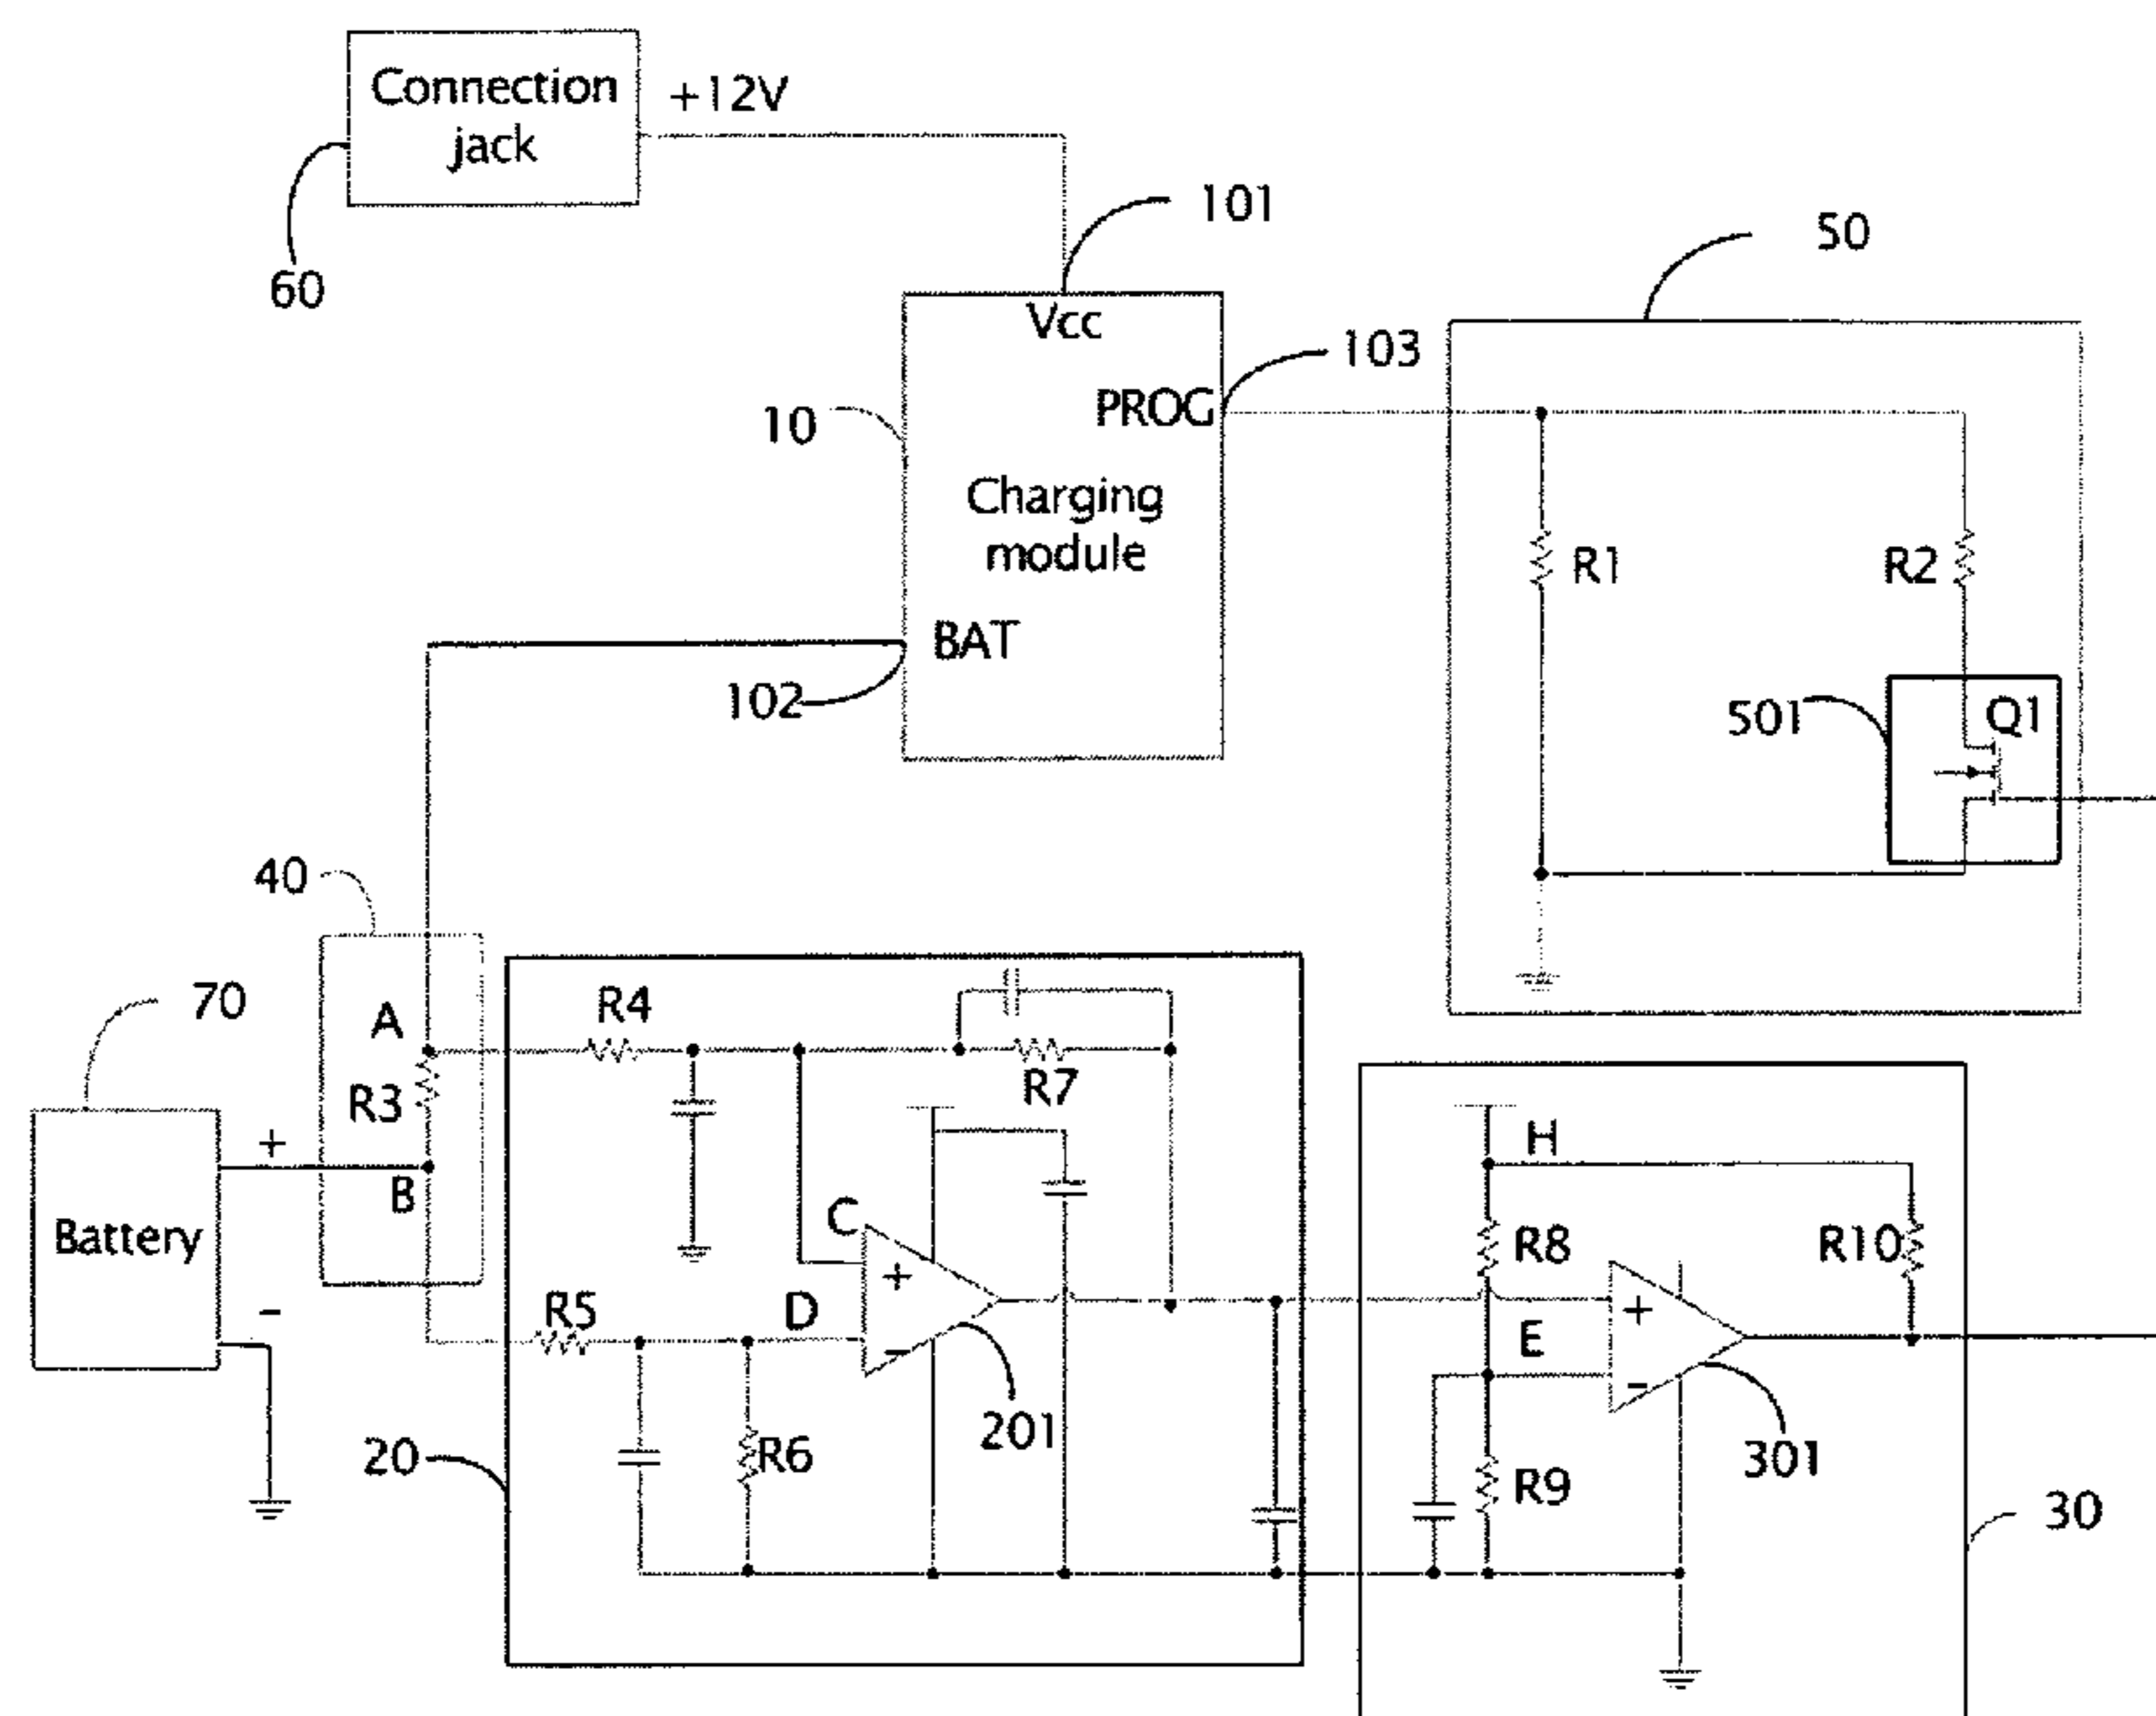 Connection
jack
+12V
60
101
50
Vcc
103
PROG
10
Charging
module
R1
R2
BAT
102
501
Q1
40
70
A
R4
R3
R7
+
B
H
Battery
C
R8
R10
+
R5
D
+
-
E
-
-
201
20
R6
301
R9
30